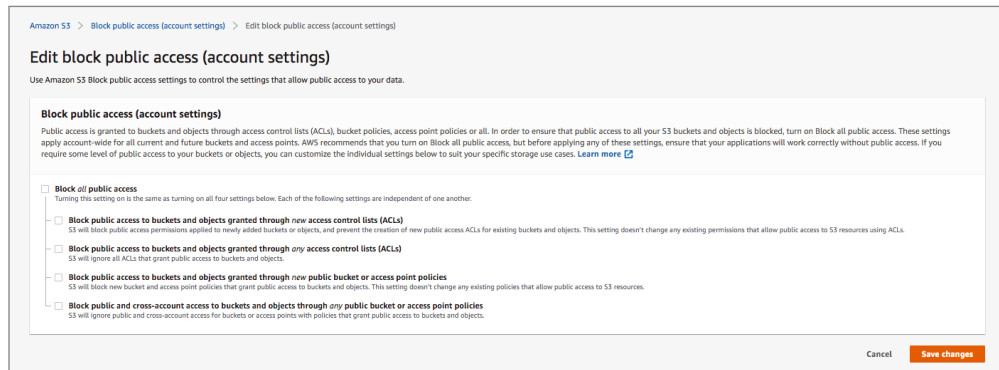 Amazon S3 > Block public access (account settings) > Edit block public access (account settings)
Edit block public access (account settings)
Use Amazon S3 Block public access settings to control the settings that allow public access to your data.
Block public access (account settings)
Public access is granted to buckets and objects through access control lists (ACLs), bucket policies, access point policies or all. In order to ensure that public access to all your S3 buckets and objects is blocked, turn on Block all public access. These settings
apply account-wide for all current and future buckets and access points. AWS recommends that you turn on Block all public access, but before applying any of these settings, ensure that your applications will work correctly without public access. If you
require some level of public access to your buckets or objects, you can customize the individual settings below to suit your specific storage use cases. Learn more
Block all public access
Turning this setting on is the same as turning on all four settings below. Each of the following settings are independent of one another.
Block public access to buckets and objects granted through new access control lists (ACLs)
S3 will block public access permissions applied to newly added buckets or objects, and prevent the creation of new public access ACLs for existing buckets and objects. This setting doesn't change any existing permissions that allow public access to S3 resources using ACLs.
Block public access to buckets and objects granted through any access control lists (ACLs)
S3 will ignore all ACLs that grant public access to buckets and objects.
Block public access to buckets and objects granted through new public bucket or access point policies
S3 will block new bucket and access point policies that grant public access to buckets and objects. This setting doesn't change any existing policies that allow public access to S3 resources.
Block public and cross-account access to buckets and objects through any public bucket or access point policies
S3 will ignore public and cross-account access for buckets or access points with policies that grant public access to buckets and objects.
Cancel Save changes